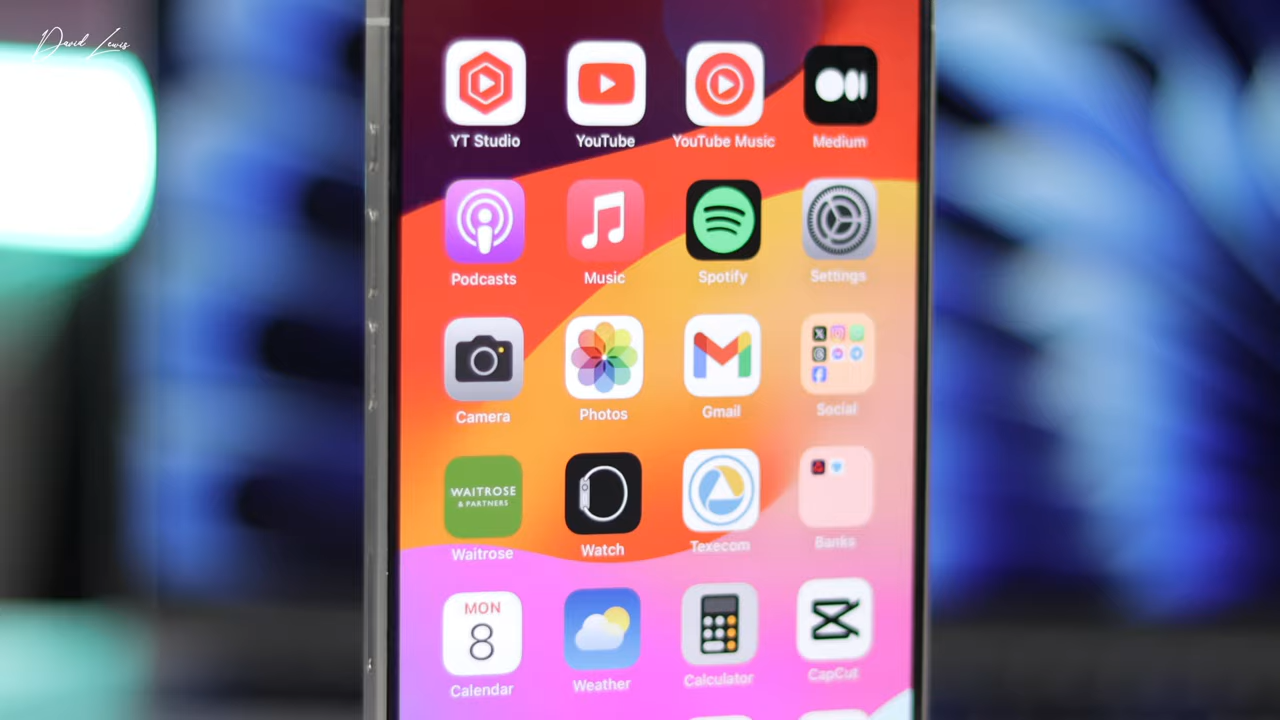 David Lewis
YT Studio
YouTube
YouTube Music
Medium
Podcasts
Music
Spotify
Settings
Camera
Photos
Gmail
Social
WAITROSE
& PARTNERS
Waitrose
Watch
Texecom
Banks
MON
8
Calendar
Weather
Calculator
CapCut